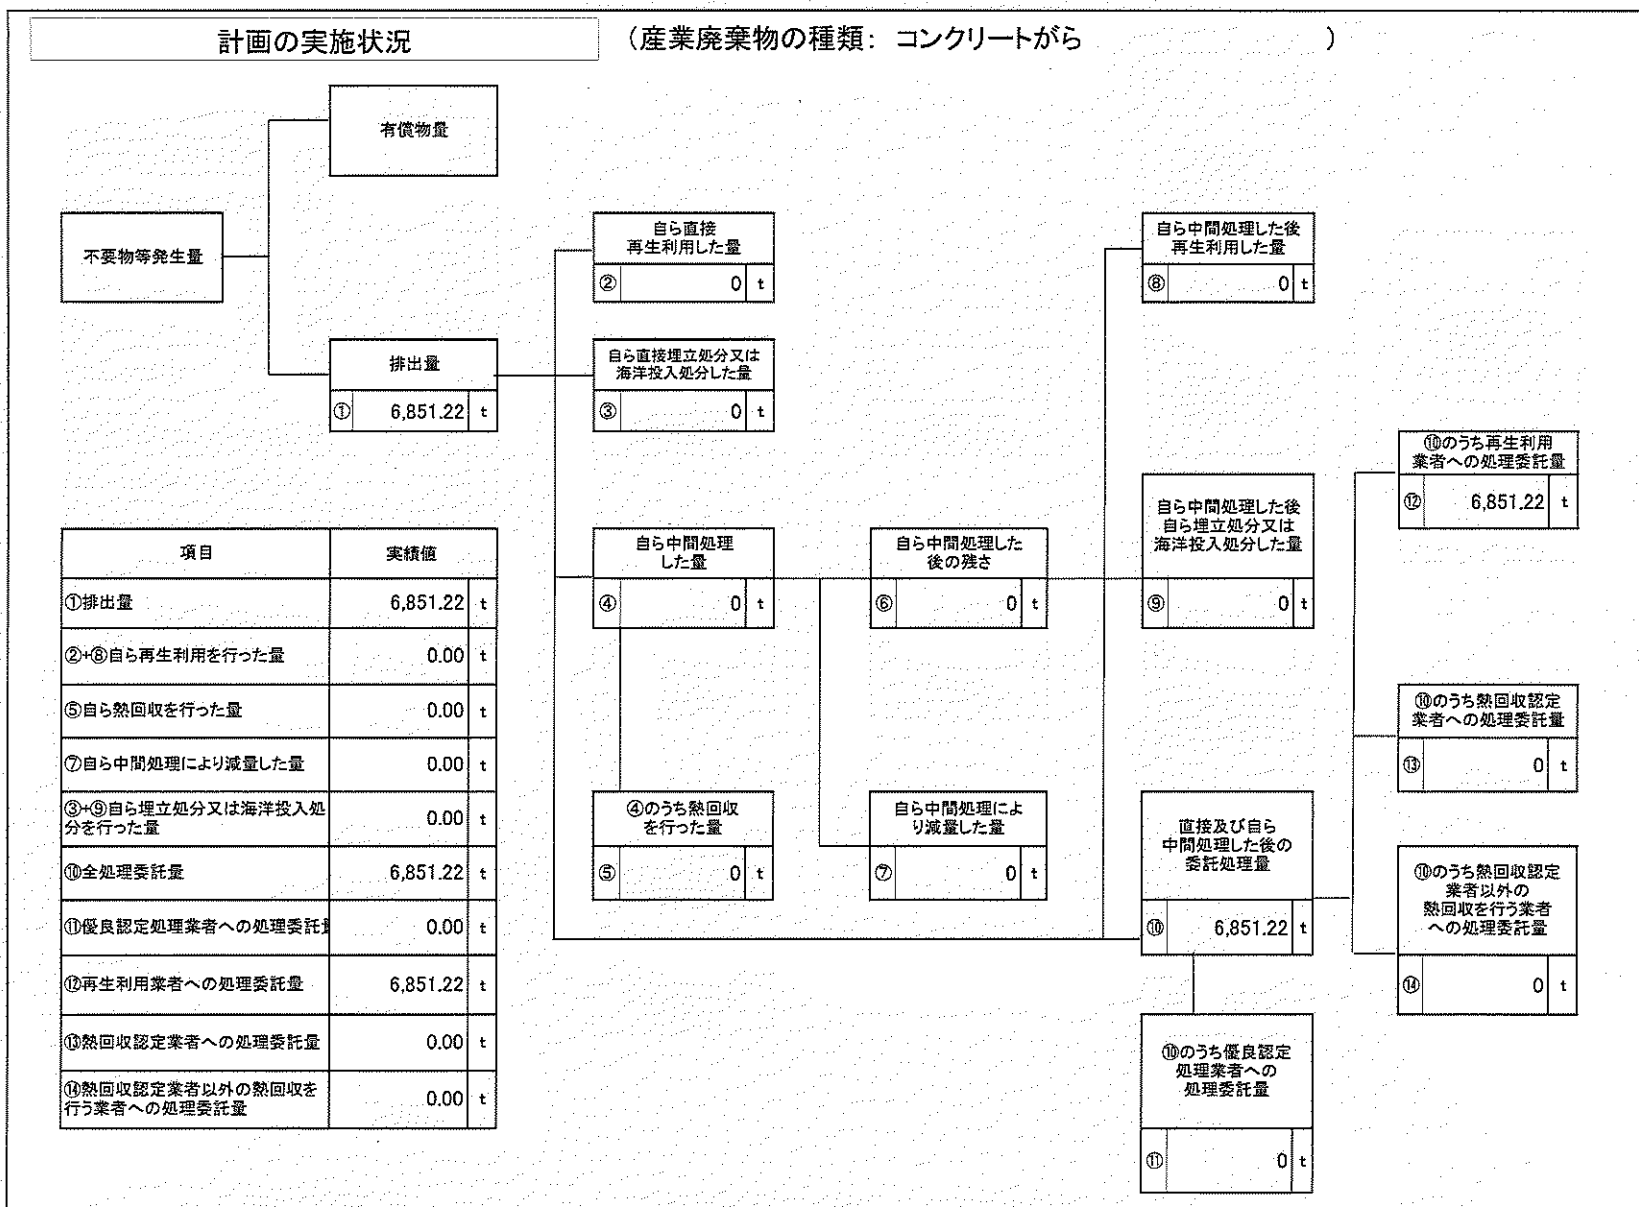 計画の実施状況
（産業廃棄物の種類： コンクリートがら ）
有償物量
不要物等発生量
排出量
① 6,851.22 t
自ら直接
再生利用した量
② 0 t
自ら直接埋立処分又は
海洋投入処分した量
③ 0 t
自ら中間処理
した量
④ 0 t
④のうち熱回収
を行った量
⑤ 0 t
自ら中間処理した
後の残さ
⑥ 0 t
自ら中間処理によ
り減量した量
⑦ 0 t
自ら中間処理した後
再生利用した量
⑧ 0 t
自ら中間処理した後
自ら埋立処分又は
海洋投入処分した量
⑨ 0 t
直接及び自ら
中間処理した後の
委託処理量
⑩ 6,851.22 t
⑩のうち優良認定
処理業者への
処理委託量
⑪ 0 t
⑩のうち再生利用
業者への処理委託量
⑫ 6,851.22 t
⑩のうち熱回収認定
業者への処理委託量
⑬ 0 t
⑩のうち熱回収認定
業者以外の
熱回収を行う業者
への処理委託量
⑭ 0 t
項目 実績値
①排出量 6,851.22 t
②+⑧自ら再生利用を行った量 0.00 t
⑤自ら熱回収を行った量 0.00 t
⑦自ら中間処理により減量した量 0.00 t
③+⑨自ら埋立処分又は海洋投入処
分を行った量 0.00 t
⑩全処理委託量 6,851.22 t
⑪優良認定処理業者への処理委託 0.00 t
⑫再生利用業者への処理委託量 6,851.22 t
⑬熱回収認定業者への処理委託量 0.00 t
⑭熱回収認定業者以外の熱回収を
行う業者への処理委託量 0.00 t